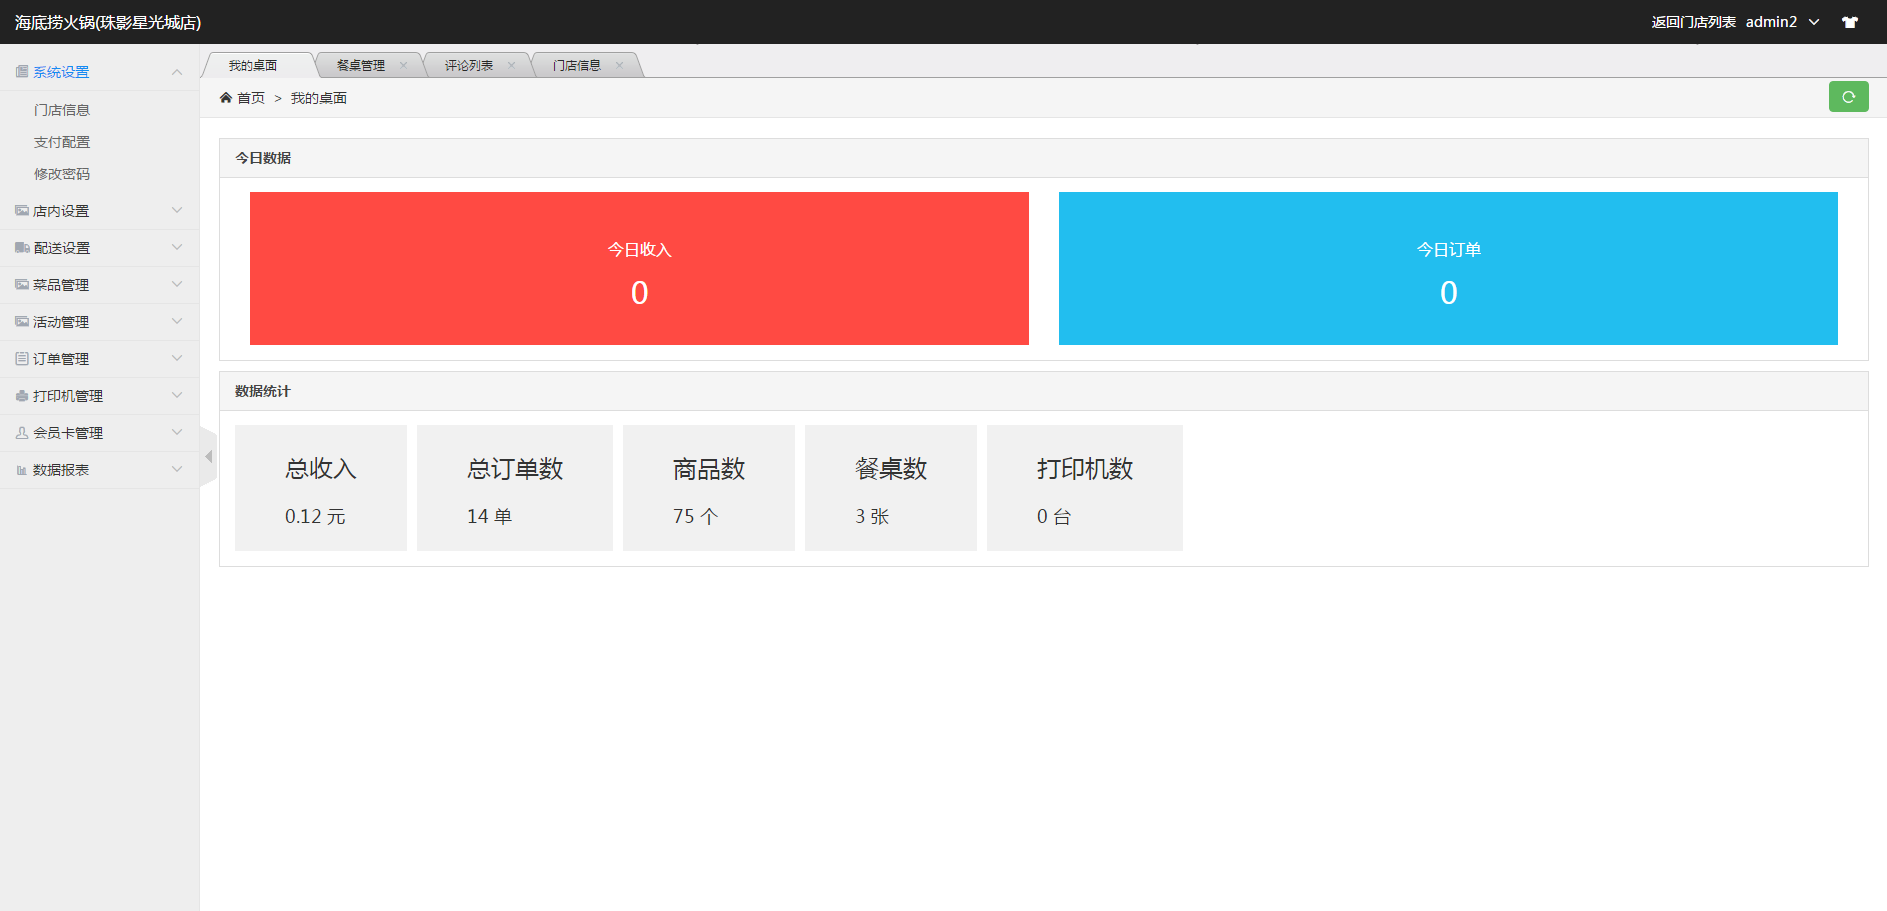 海底捞火锅(珠影星光城店)
返回门店列表 admin2
系统设置
门店信息
支付配置
修改密码
店内设置
配送设置
菜品管理
活动管理
订单管理
打印机管理
会员卡管理
数据报表
我的桌面 餐桌管理 评论列表 门店信息
首页 > 我的桌面
今日数据
今日收入
0
今日订单
0
数据统计
总收入
0.12 元
总订单数
14 单
商品数
75 个
餐桌数
3 张
打印机数
0 台